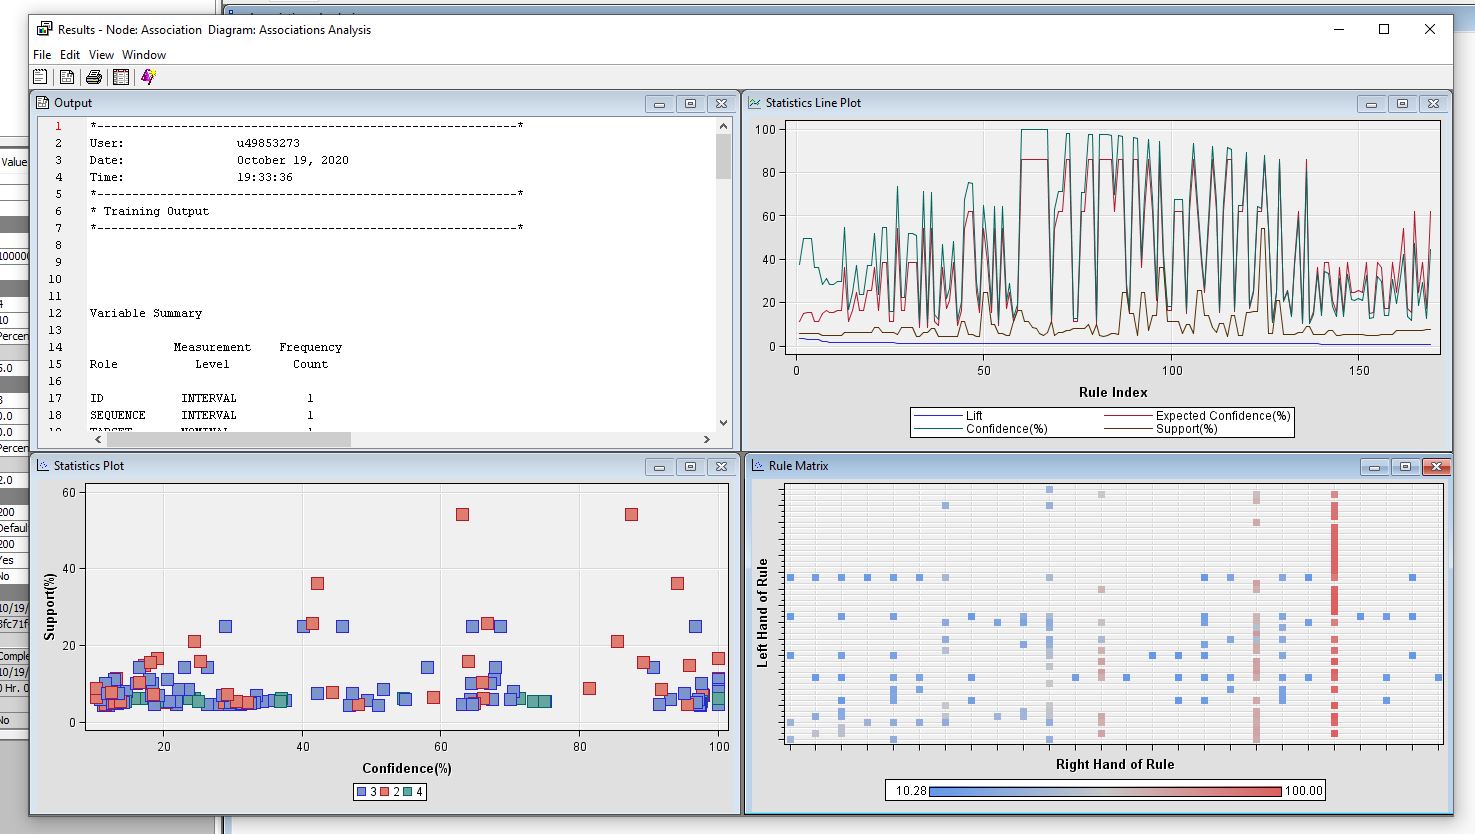 Results - Node: Association  Diagram: Associations Analysis
File Edit View Window
Output
1 *------------------------------------------------------------*
2 User: u49853273
3 Date: October 19, 2020
4 Time: 19:33:36
5 *------------------------------------------------------------*
6 * Training Output
7 *------------------------------------------------------------*
8
9
10
11
12 Variable Summary
13
14 Measurement Frequency
15 Role Level Count
16
17 ID INTERVAL 1
18 SEQUENCE INTERVAL 1
Statistics Line Plot
100
80
60
40
20
0
0 50 100 150
Rule Index
Lift Expected Confidence(%)
Confidence(%) Support(%)
Statistics Plot
60
40
20
0
Support(%)
20 40 60 80 100
Confidence(%)
3 2 4
Rule Matrix
Left Hand of Rule
Right Hand of Rule
10.28 100.00
Value
100000
4
10
Percen
5.0
3
0.0
0.0
Percen
2.0
200
Defaul
200
Yes
No
10/19/
3fc71f
Comple
10/19/
0 Hr. 0
No